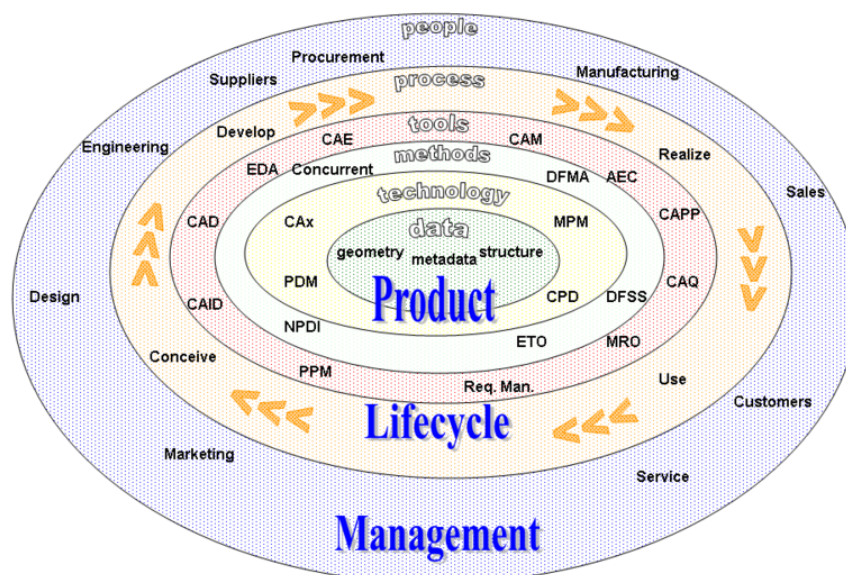 people
Procurement
Suppliers
Manufacturing
process
Engineering
Develop
tools
CAE
CAM
Realize
methods
EDA
Concurrent
DFMA
AEC
Sales
technology
CAD
CAx
data
MPM
CAPP
geometry
metadata
structure
Design
PDM
CAID
Product
CPD
DFSS
CAQ
NPDI
ETO
MRO
Conceive
PPM
Req. Man.
Use
Lifecycle
Customers
Marketing
Service
Management